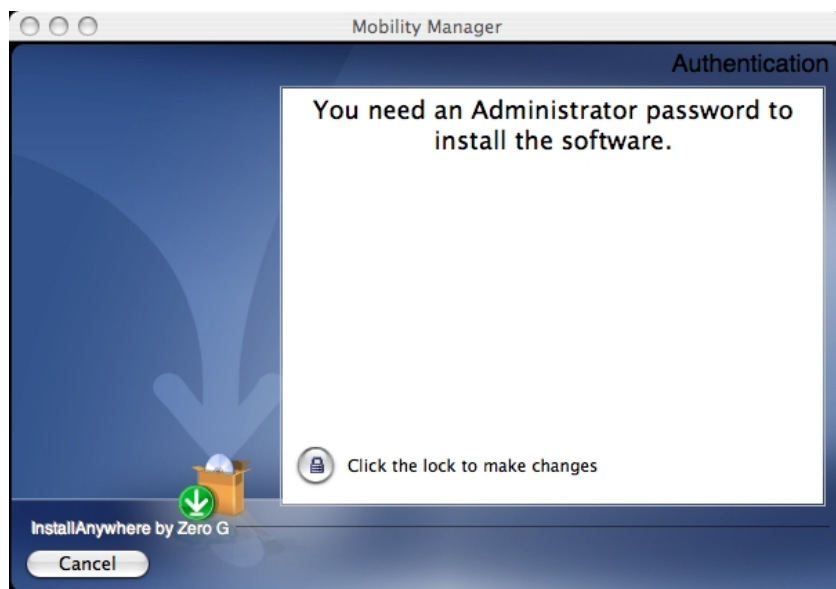 Mobility Manager
Authentication
You need an Administrator password to
install the software.
Click the lock to make changes
InstallAnywhere by Zero G
Cancel